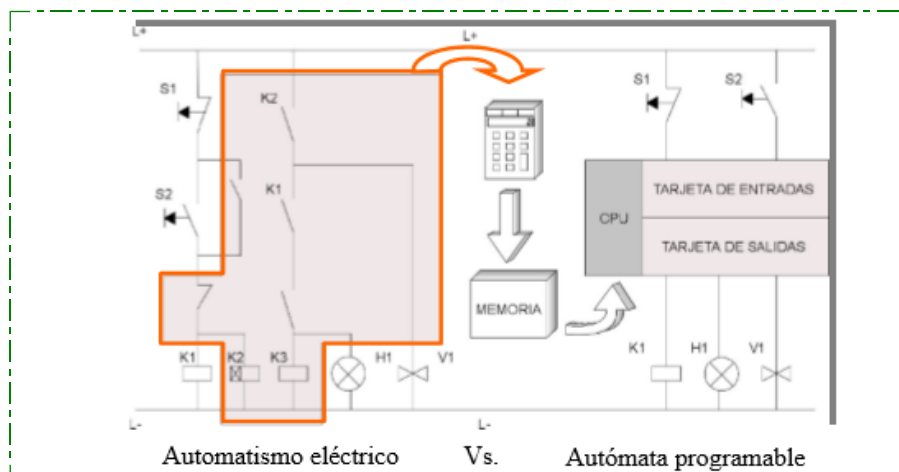 L+
L+
S1
K2
S1
S2
K1
S2
TARJETA DE ENTRADAS
CPU
TARJETA DE SALIDAS
MEMORIA
K1
K2
K3
H1
V1
K1
H1
V1
L-
L-
Automatismo eléctrico Vs. Autómata programable